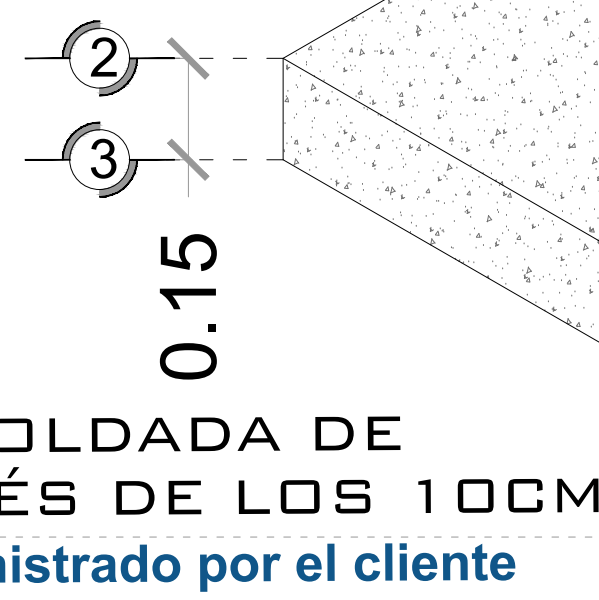 2
3
0.15
OLDADA DE
ÉS DE LOS 10CM
nistrado por el cliente